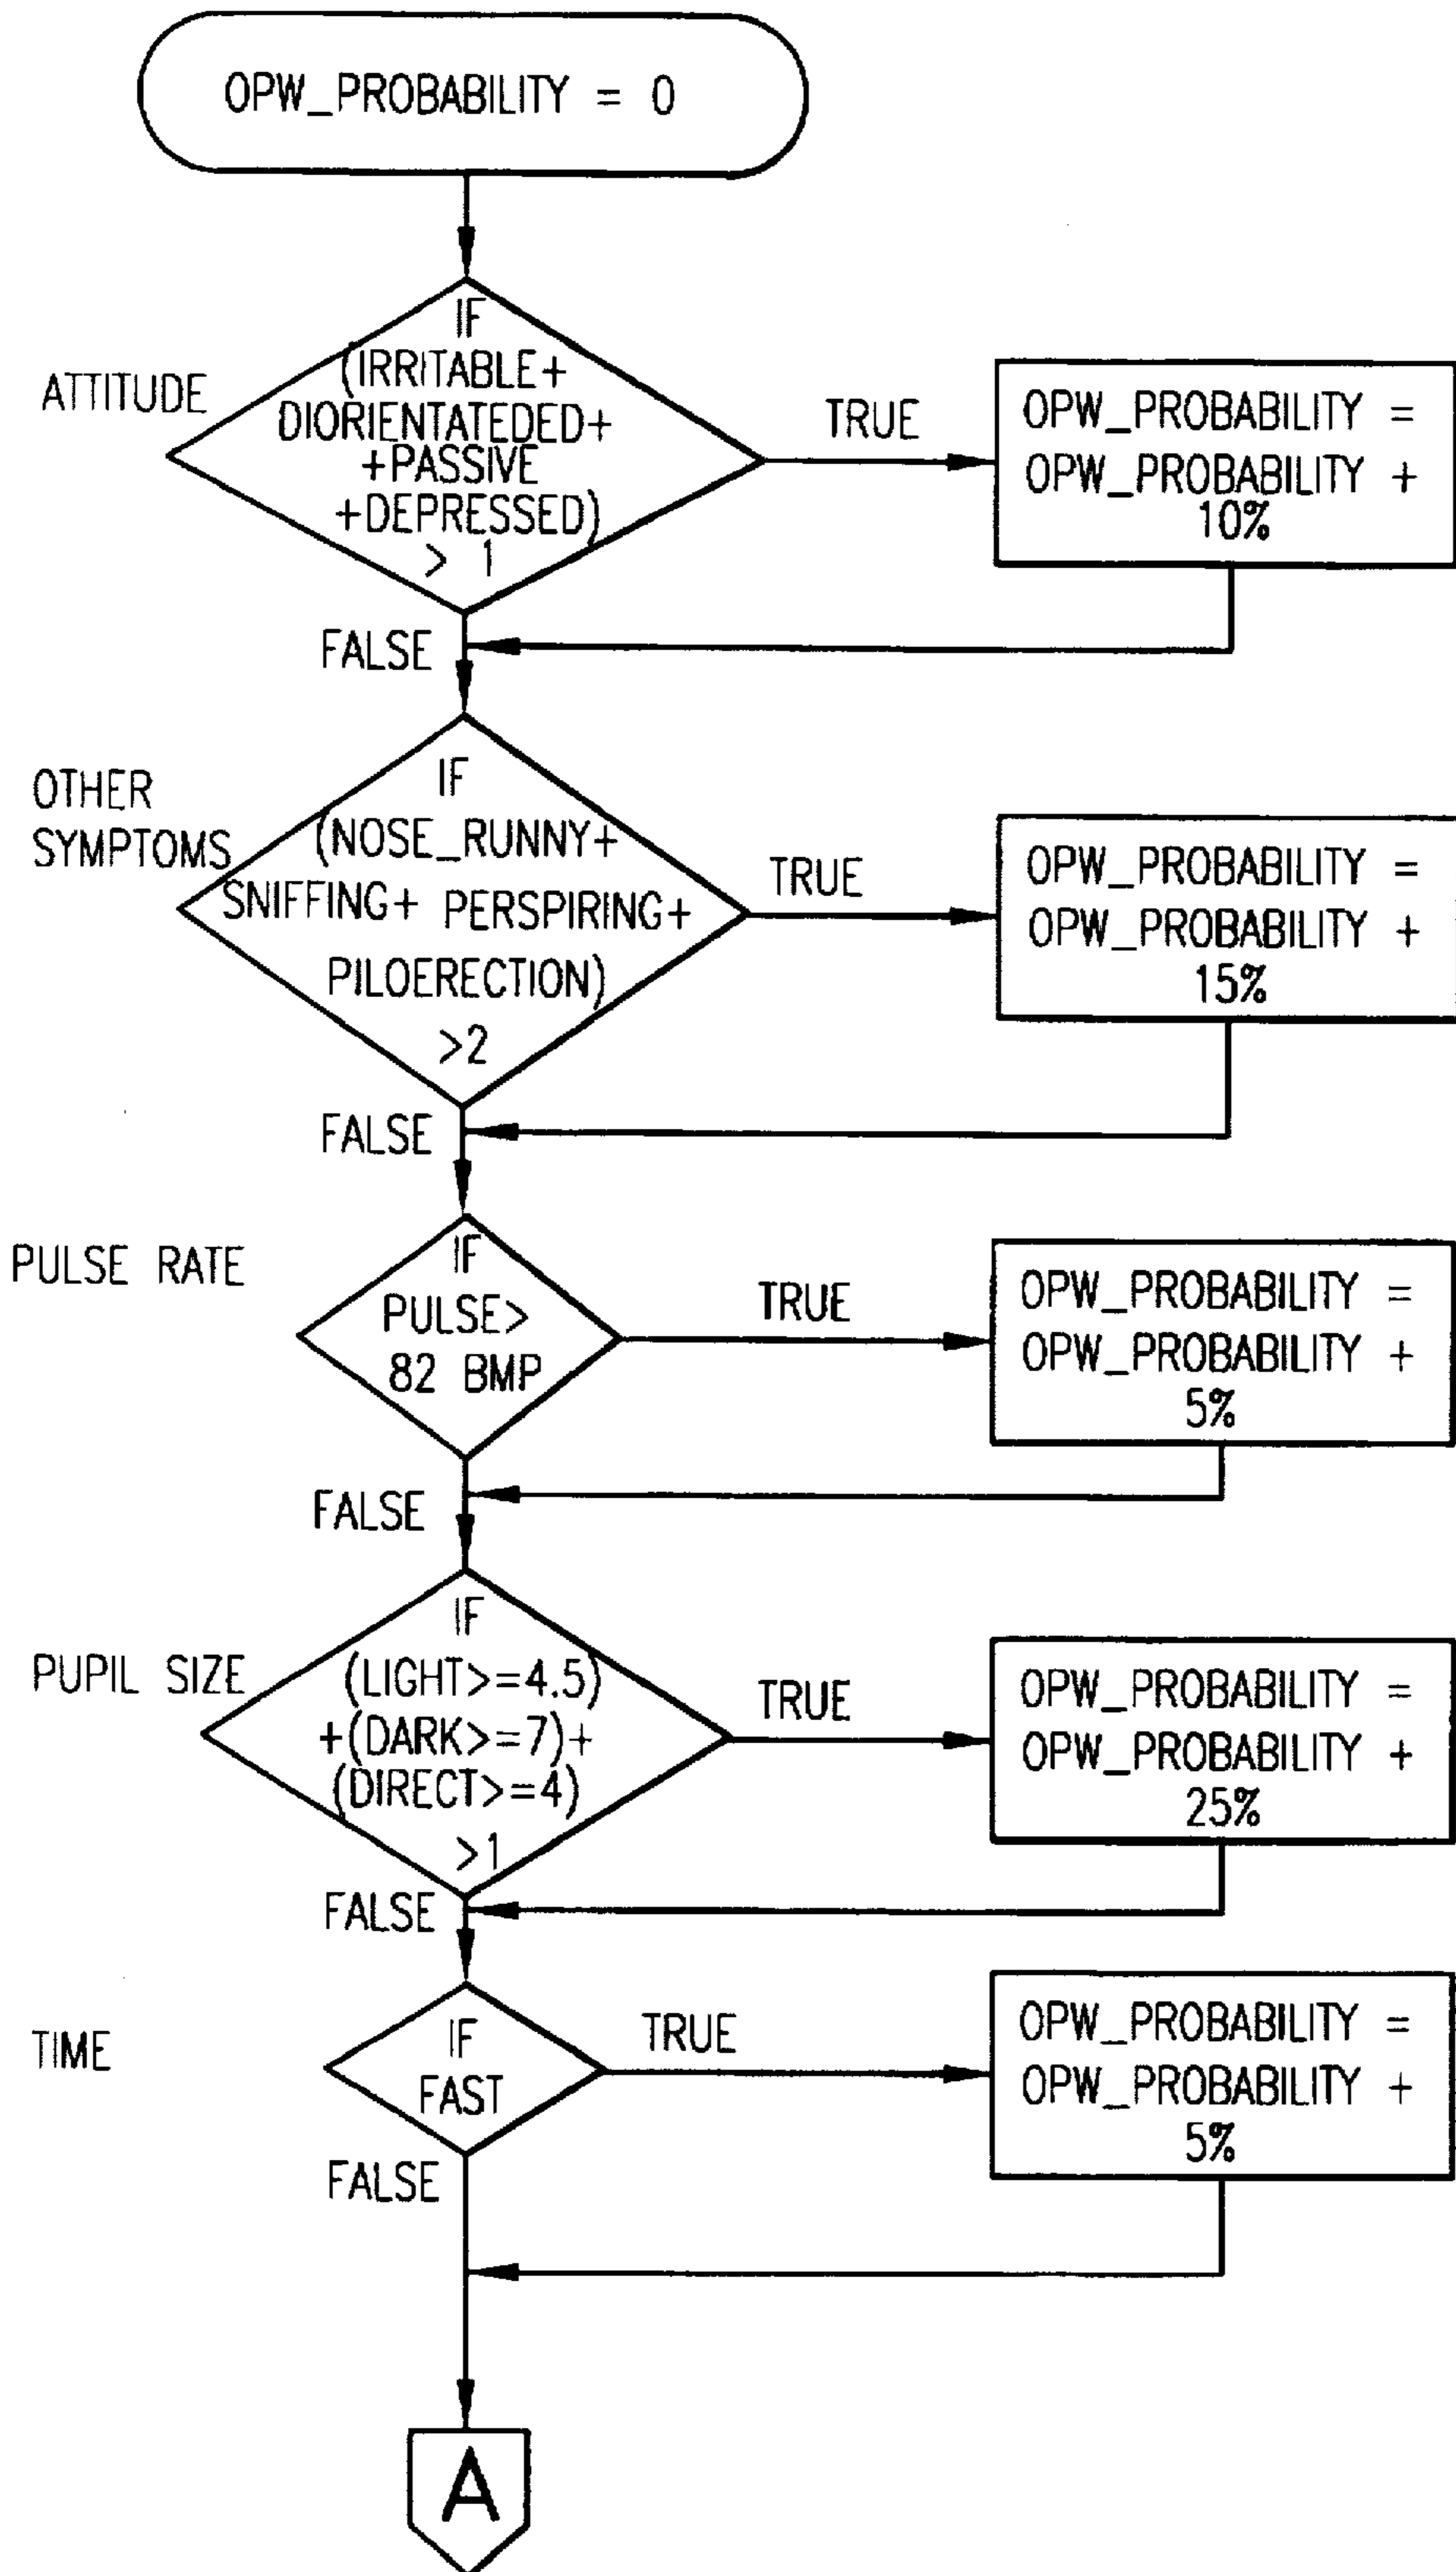 OPW_PROBABILITY = 0
ATTITUDE
IF
(IRRITABLE+
DIORIENTATEDED+
+PASSIVE
+DEPRESSED)
> 1
TRUE
OPW_PROBABILITY =
OPW_PROBABILITY +
10%
FALSE
OTHER
SYMPTOMS
IF
(NOSE_RUNNY+
SNIFFING+ PERSPIRING+
PILOERECTION)
>2
TRUE
OPW_PROBABILITY =
OPW_PROBABILITY +
15%
FALSE
PULSE RATE
IF
PULSE>
82 BMP
TRUE
OPW_PROBABILITY =
OPW_PROBABILITY +
5%
FALSE
PUPIL SIZE
IF
(LIGHT>=4.5)
+(DARK>=7)+
(DIRECT>=4)
>1
TRUE
OPW_PROBABILITY =
OPW_PROBABILITY +
25%
FALSE
TIME
IF
FAST
TRUE
OPW_PROBABILITY =
OPW_PROBABILITY +
5%
FALSE
A